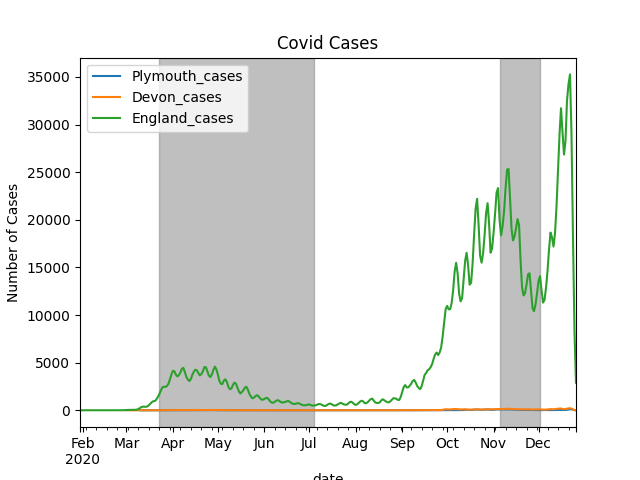 Covid Cases
Plymouth_cases
Devon_cases
England_cases
Number of Cases
35000
30000
25000
20000
15000
10000
5000
0
Feb Mar Apr May Jun Jul Aug Sep Oct Nov Dec
2020
date